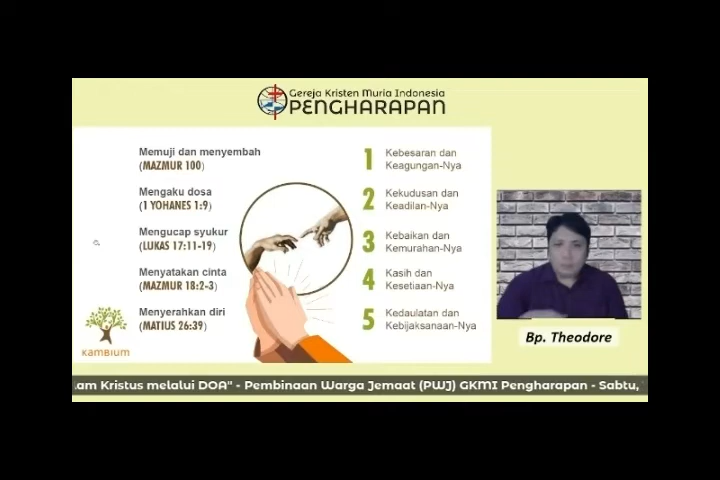 Gereja Kristen Muria Indonesia
PENGHARAPAN
Memuji dan menyembah
(MAZMUR 100)
Mengaku dosa
(1 YOHANES 1:9)
Mengucap syukur
(LUKAS 17:11-19)
Menyatakan cinta
(MAZMUR 18:2-3)
Menyerahkan diri
(MATIUS 26:39)
1 Kebesaran dan
Keagungan-Nya
2 Kekudusan dan
Keadilan-Nya
3 Kebaikan dan
Kemurahan-Nya
4 Kasih dan
Kesetiaan-Nya
5 Kedaulatan dan
Kebijaksanaan-Nya
kambium
Bp. Theodore
am Kristus melalui DOA" - Pembinaan Warga Jemaat (PWJ) GKMI Pengharapan - Sabtu,